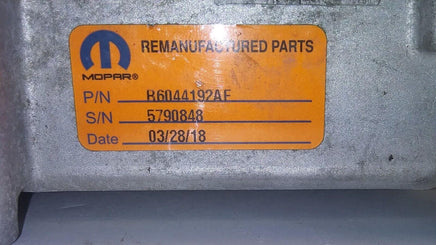 REMANUFACTURED PARTS
MOPAR®
P/N R6044192AF
S/N 5790848
Date 03/28/18